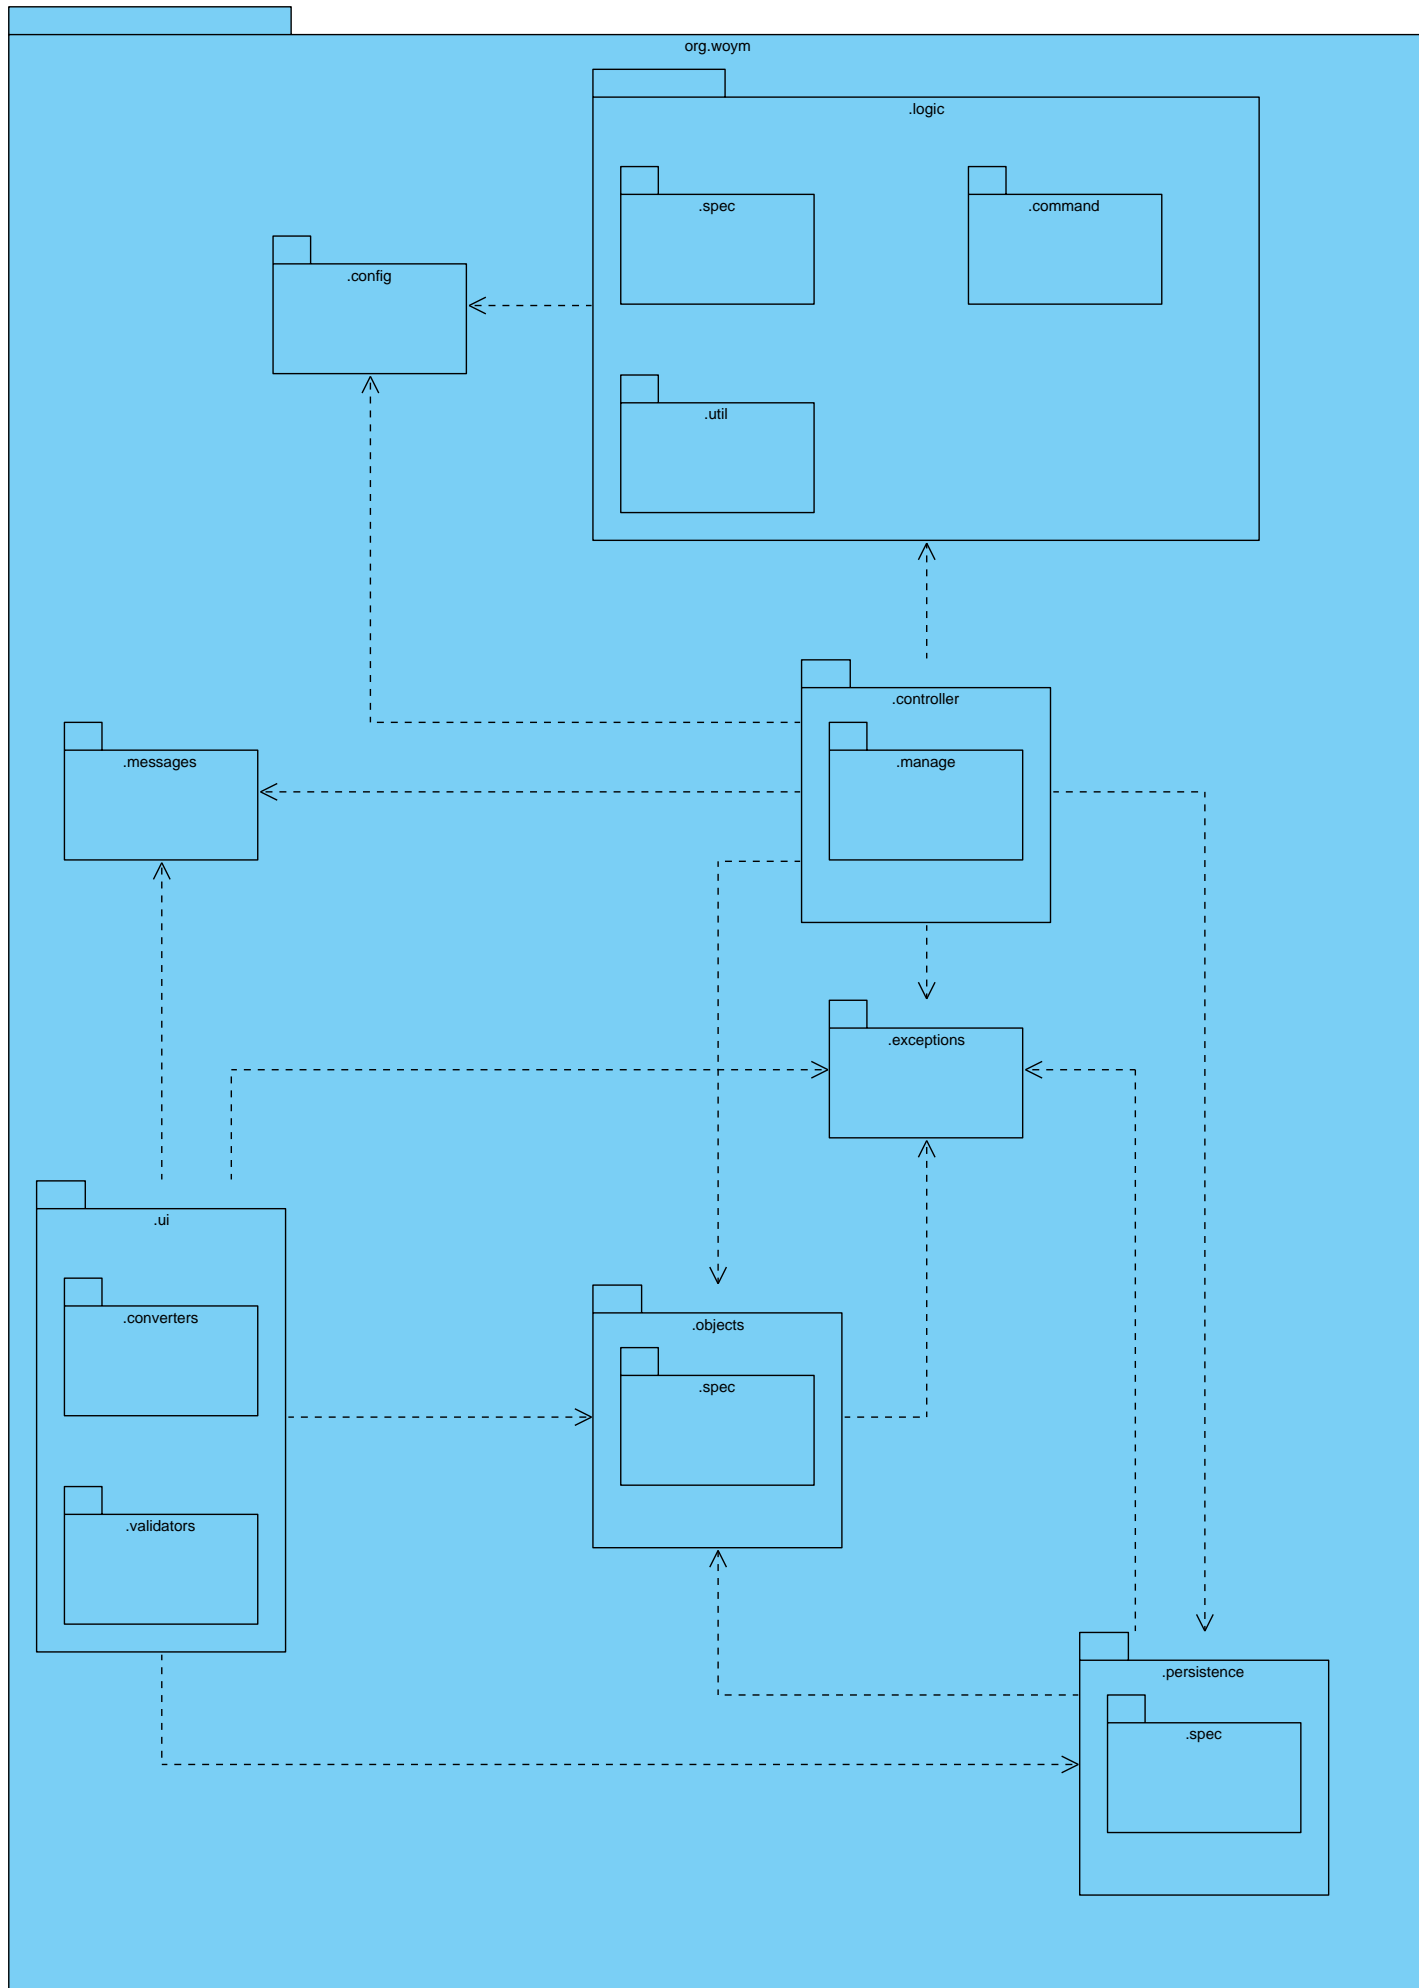 org.woym
.logic
.spec
.command
.config
.util
.controller
.manage
.messages
.exceptions
.ui
.converters
.objects
.spec
.validators
.persistence
.spec